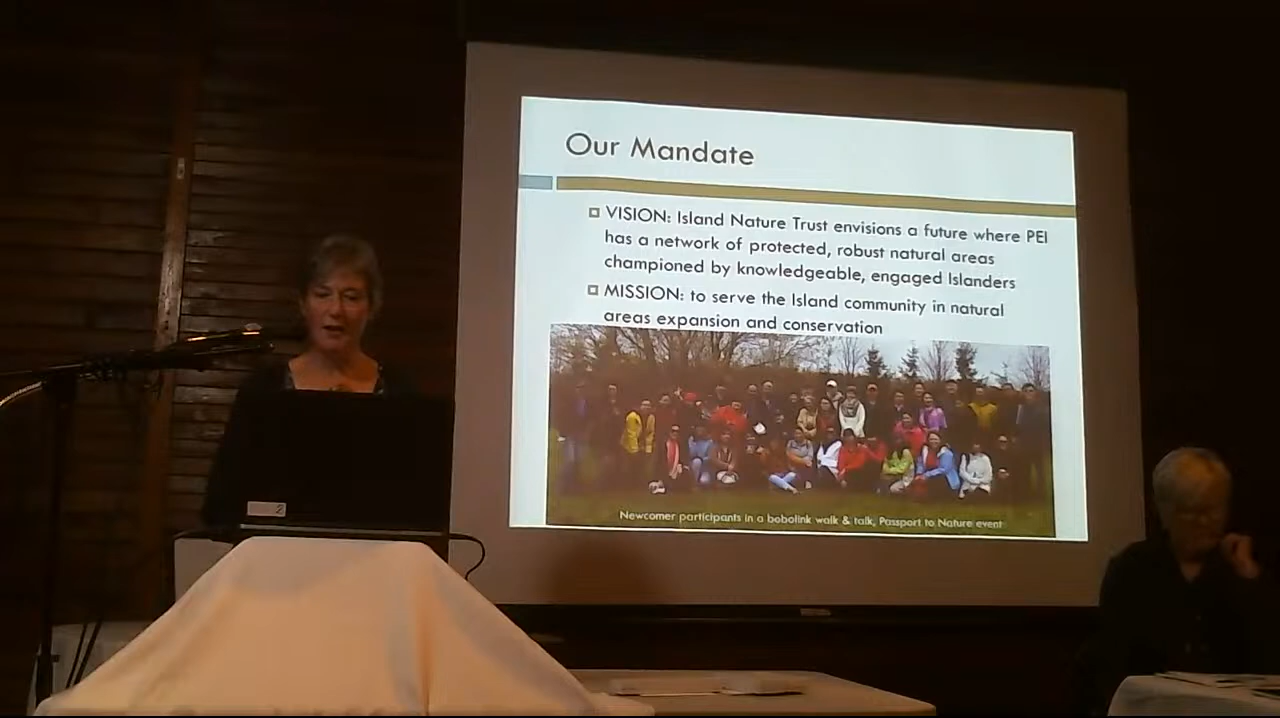 Our Mandate
VISION: Island Nature Trust envisions a future where PEI
has a network of protected, robust natural areas
championed by knowledgeable, engaged Islanders
MISSION: to serve the Island community in natural
areas expansion and conservation
Newcomer participants in a bobolink walk & talk, Passport to Nature event